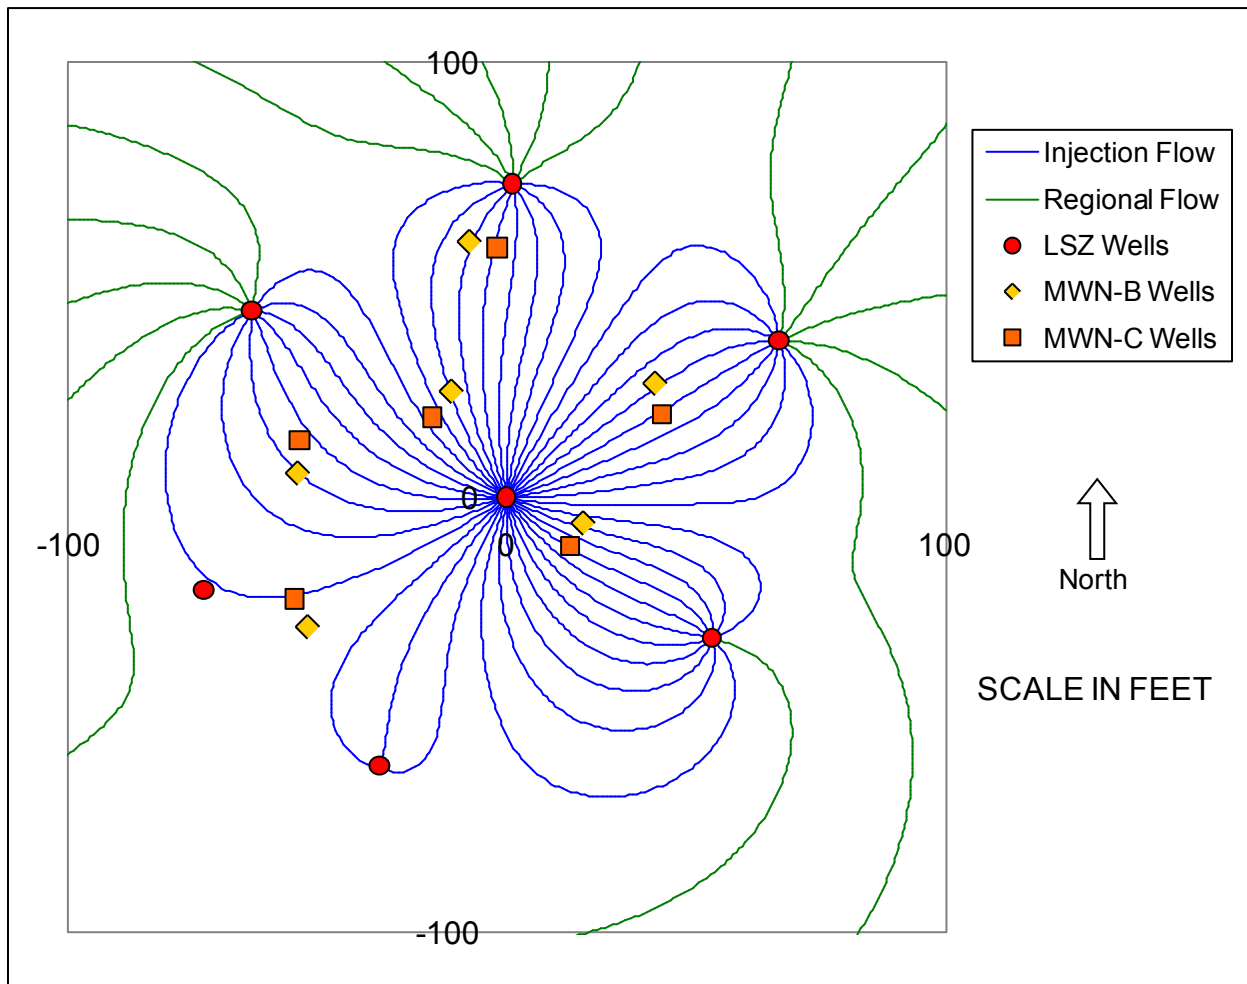 100
Injection Flow
Regional Flow
LSZ Wells
MWN-B Wells
MWN-C Wells
0
-100
0
100
North
SCALE IN FEET
-100